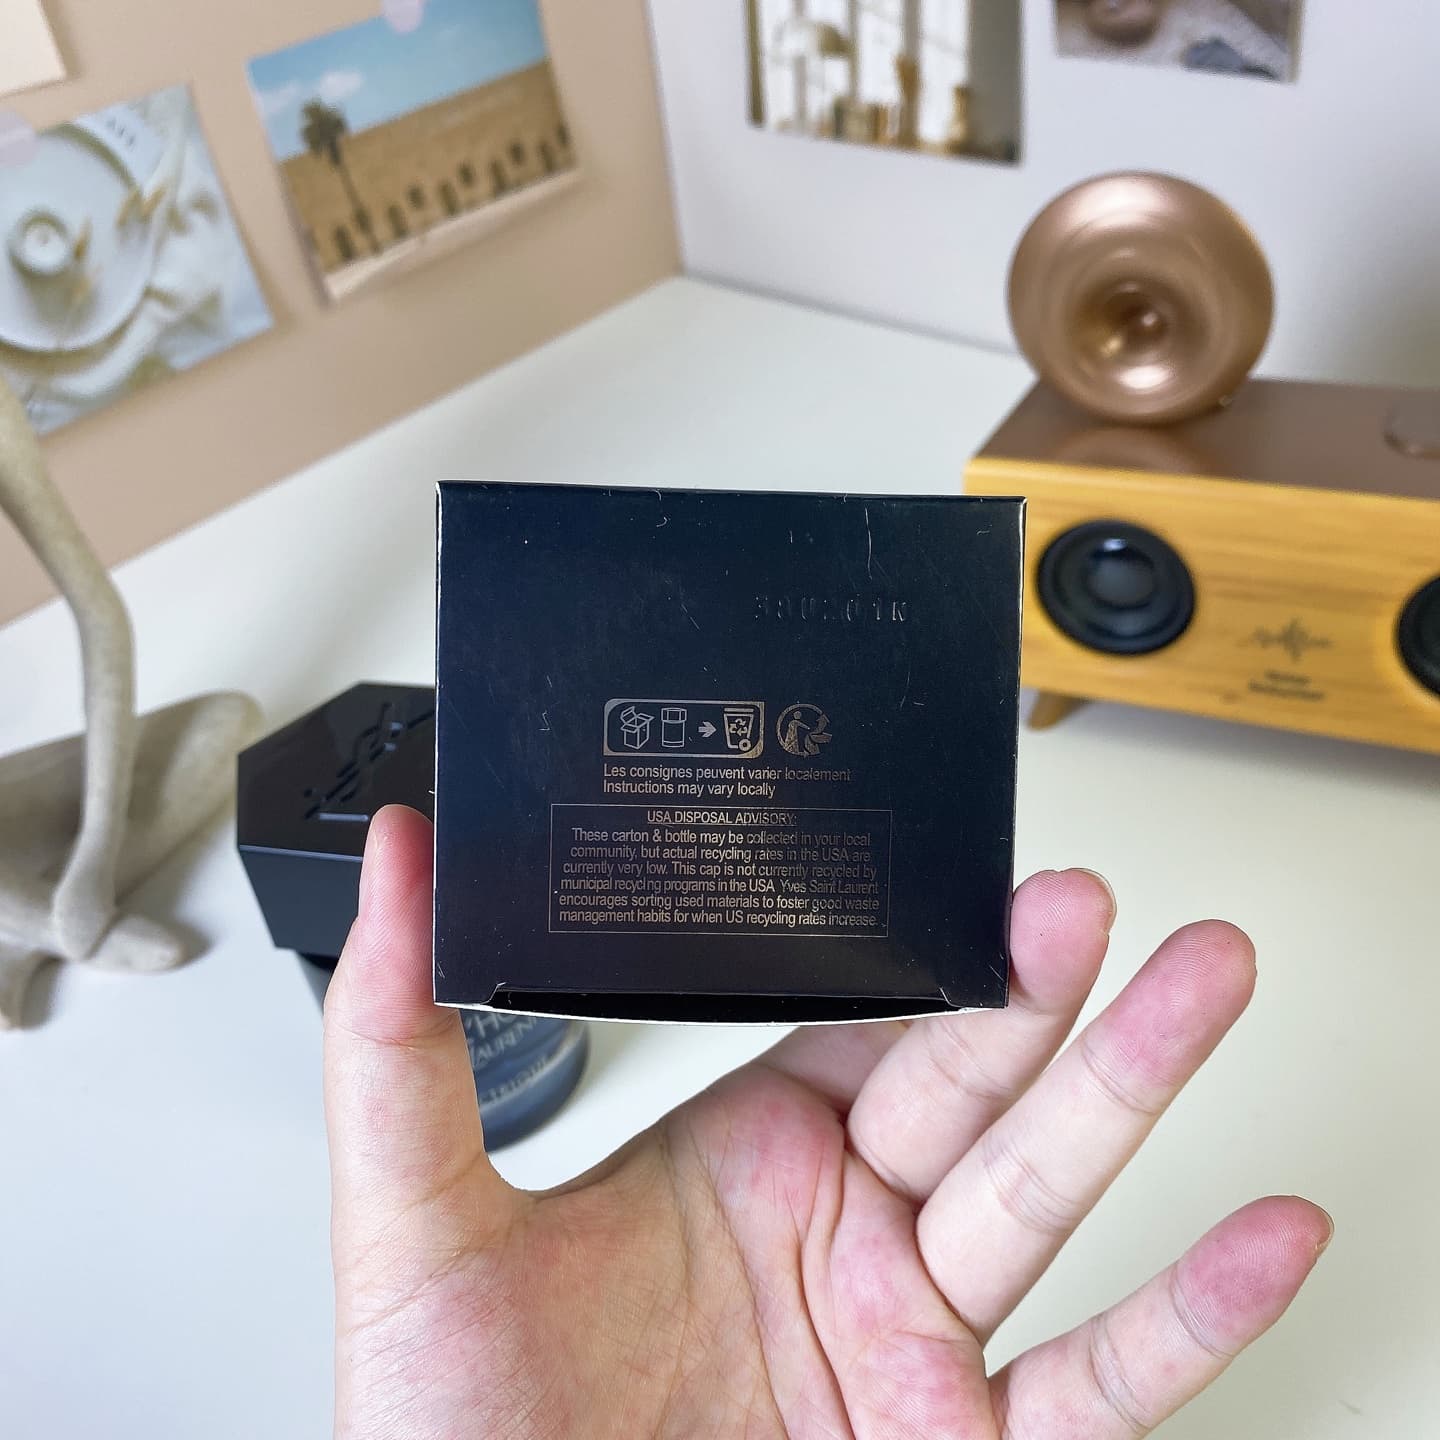 38U201K
Les consignes peuvent varier localement
Instructions may vary locally
USA DISPOSAL ADVISORY:
These carton & bottle may be collected in your local
community, but actual recycling rates in the USA are
currently very low. This cap is not currently recycled by
municipal recycling programs in the USA Yves Saint Laurent
encourages sorting used materials to foster good waste
management habits for when US recycling rates increase.
LAUREN